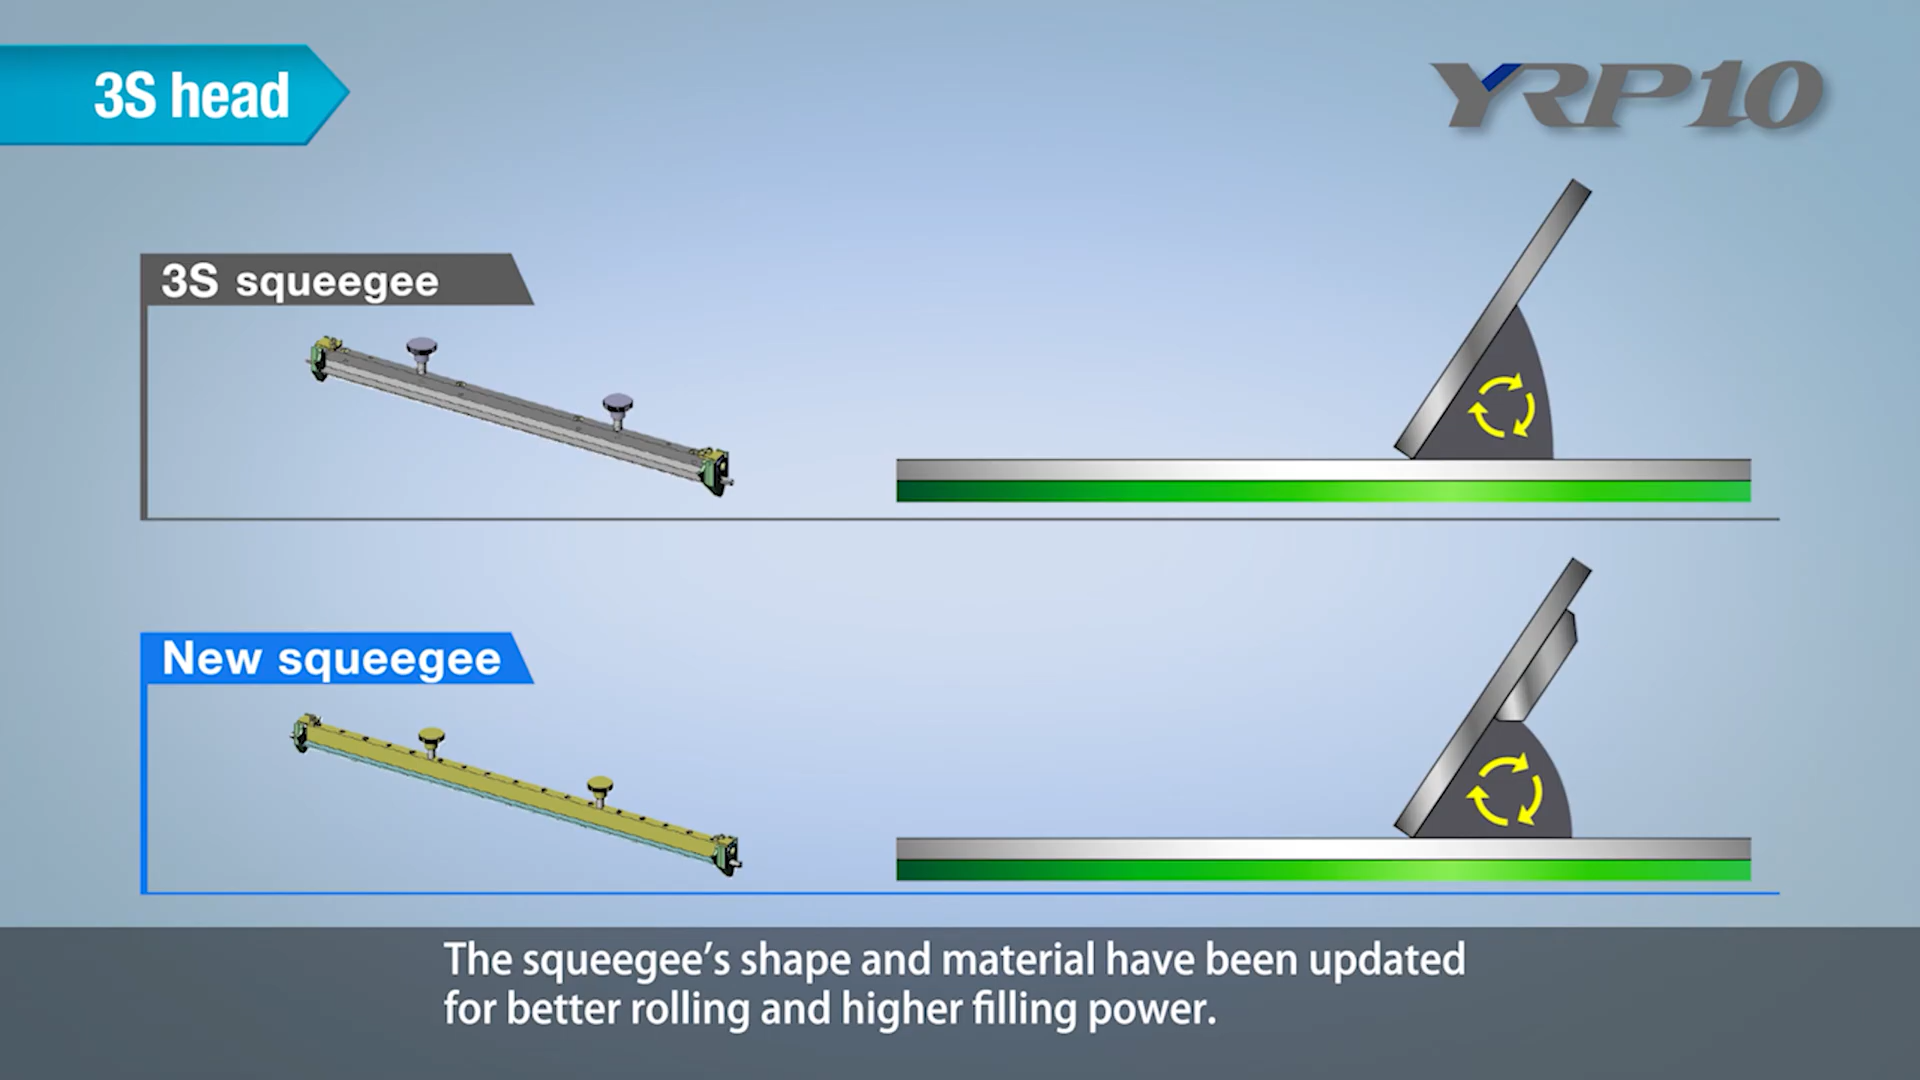 3S head
YRP10
3S squeegee
New squeegee
The squeegee’s shape and material have been updated
for better rolling and higher filling power.